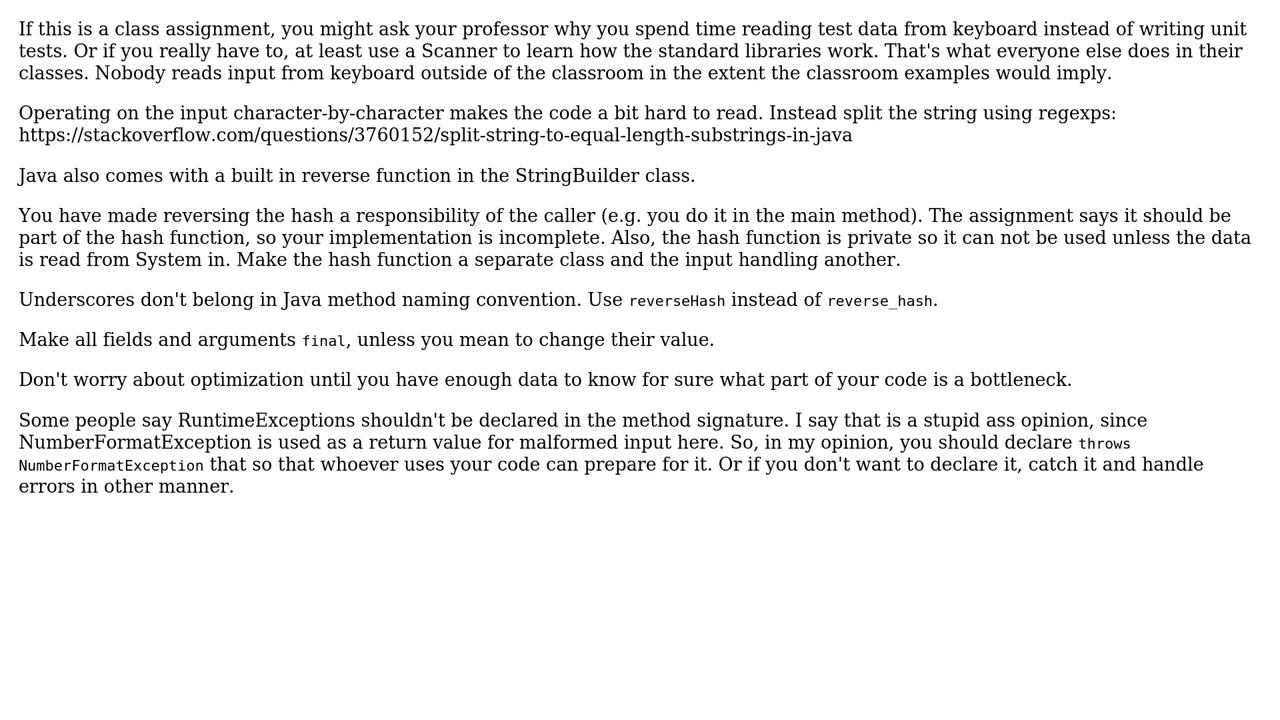 If this is a class assignment, you might ask your professor why you spend time reading test data from keyboard instead of writing unit
tests. Or if you really have to, at least use a Scanner to learn how the standard libraries work. That's what everyone else does in their
classes. Nobody reads input from keyboard outside of the classroom in the extent the classroom examples would imply.
Operating on the input character-by-character makes the code a bit hard to read. Instead split the string using regexps:
https://stackoverflow.com/questions/3760152/split-string-to-equal-length-substrings-in-java
Java also comes with a built in reverse function in the StringBuilder class.
You have made reversing the hash a responsibility of the caller (e.g. you do it in the main method). The assignment says it should be
part of the hash function, so your implementation is incomplete. Also, the hash function is private so it can not be used unless the data
is read from System in. Make the hash function a separate class and the input handling another.
Underscores don't belong in Java method naming convention. Use reverseHash instead of reverse_hash.
Make all fields and arguments final, unless you mean to change their value.
Don't worry about optimization until you have enough data to know for sure what part of your code is a bottleneck.
Some people say RuntimeExceptions shouldn't be declared in the method signature. I say that is a stupid ass opinion, since
NumberFormatException is used as a return value for malformed input here. So, in my opinion, you should declare throws
NumberFormatException that so that whoever uses your code can prepare for it. Or if you don't want to declare it, catch it and handle
errors in other manner.